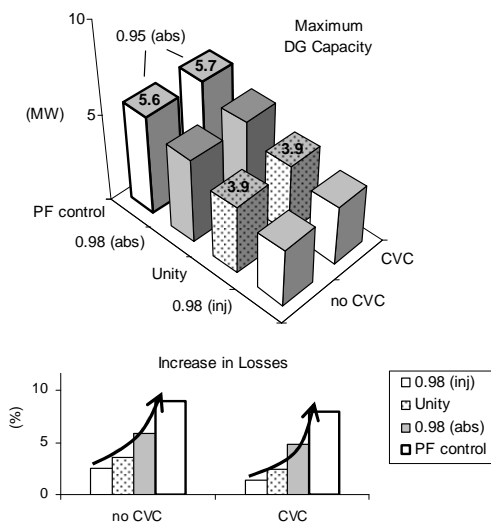 Maximum
DG Capacity
10
0.95 (abs)
5.7
5.6
5
(MW)
3.9
3.9
PF control
0.98 (abs)
Unity
0.98 (inj)
CVC
no CVC
Increase in Losses
10
(%)
5
0
no CVC
CVC
0.98 (inj)
Unity
0.98 (abs)
PF control